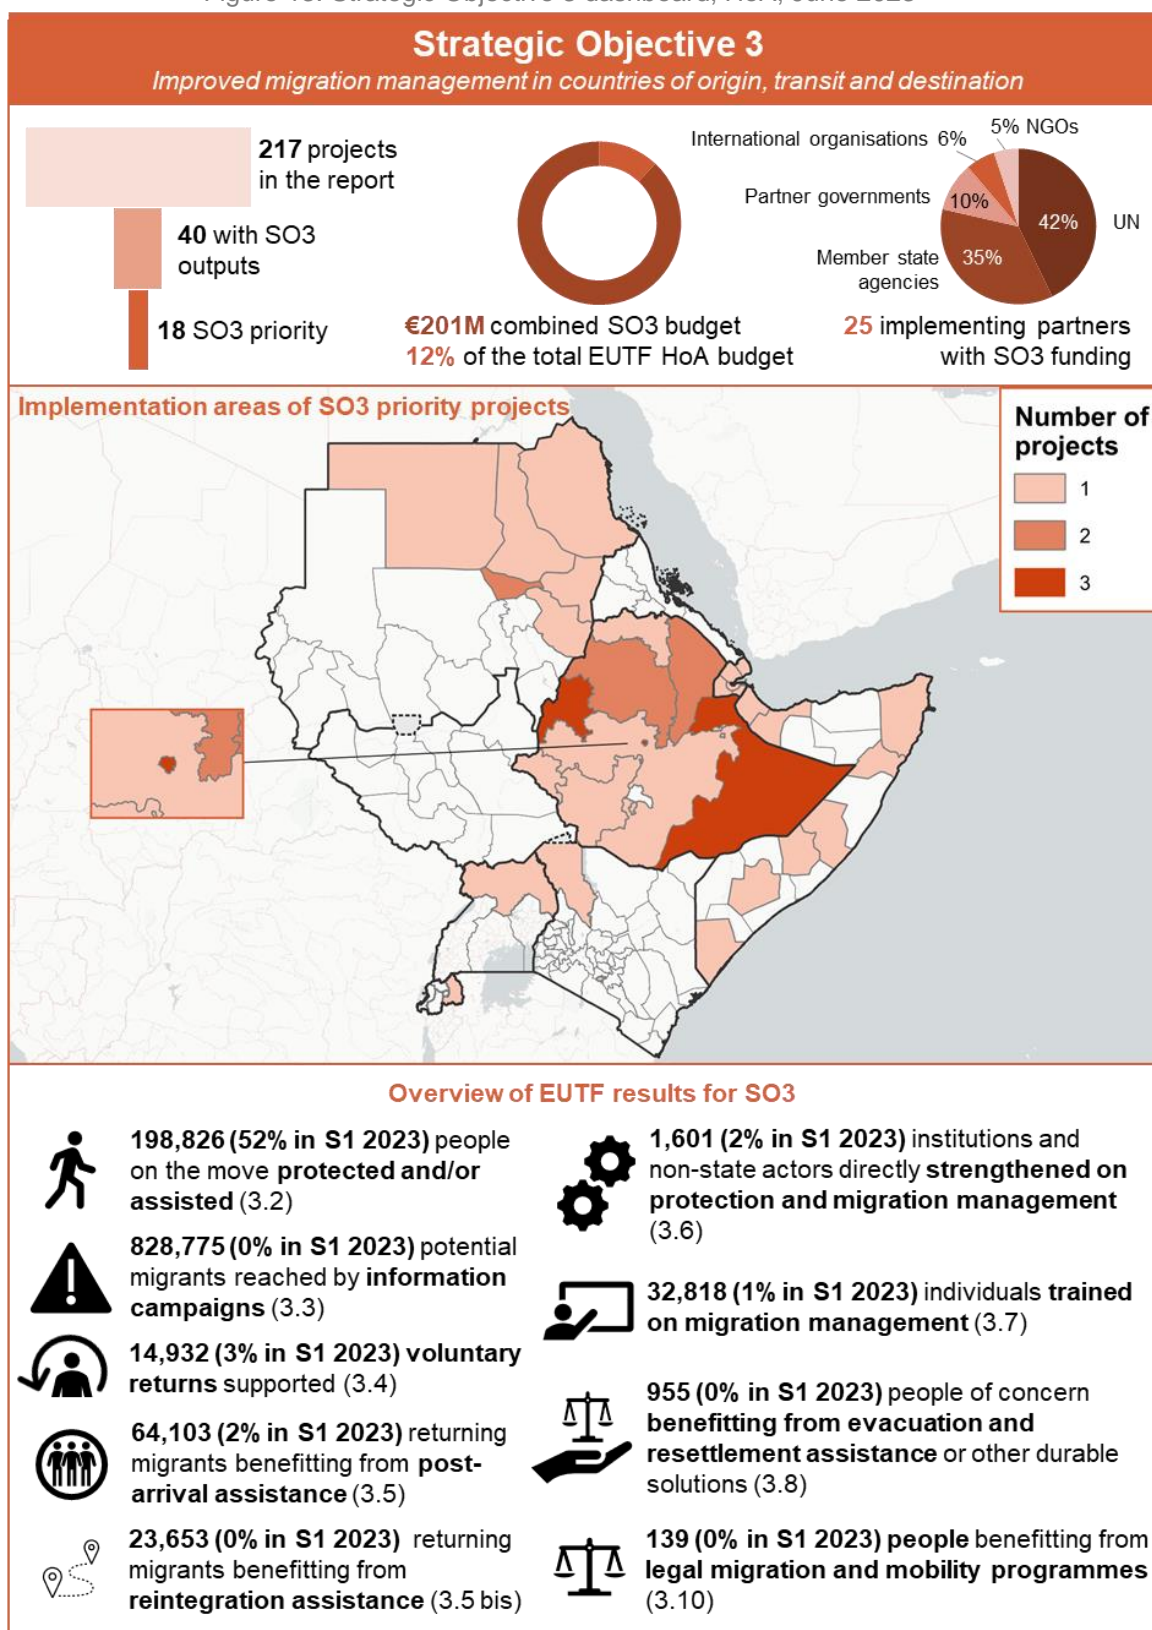 Figure 18: Strategic Objective 3 dashboard, HoA, June 2023
Strategic Objective 3
Improved migration management in countries of origin, transit and destination
217 projects
in the report
40 with SO3
outputs
18 SO3 priority
€201M combined SO3 budget
12% of the total EUTF HoA budget
5% NGOs
International organisations 6%
Partner governments
10%
42%
UN
Member state
agencies
35%
25 implementing partners
with SO3 funding
Implementation areas of SO3 priority projects
Number of
projects
1
2
3
Overview of EUTF results for SO3
198,826 (52% in S1 2023) people
on the move protected and/or
assisted (3.2)
828,775 (0% in S1 2023) potential
migrants reached by information
campaigns (3.3)
14,932 (3% in S1 2023) voluntary
returns supported (3.4)
64,103 (2% in S1 2023) returning
migrants benefitting from post-
arrival assistance (3.5)
23,653 (0% in S1 2023) returning
migrants benefitting from
reintegration assistance (3.5 bis)
1,601 (2% in S1 2023) institutions and
non-state actors directly strengthened on
protection and migration management
(3.6)
32,818 (1% in S1 2023) individuals trained
on migration management (3.7)
955 (0% in S1 2023) people of concern
benefitting from evacuation and
resettlement assistance or other durable
solutions (3.8)
139 (0% in S1 2023) people benefitting from
legal migration and mobility programmes
(3.10)